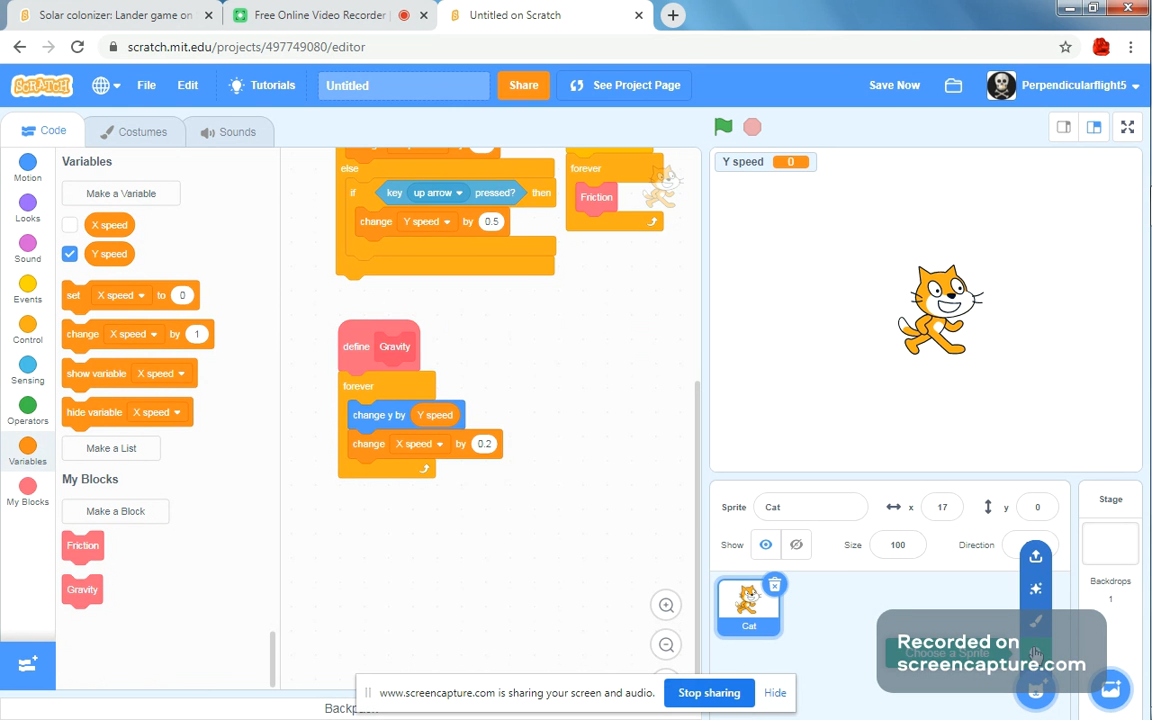 Solar colonizer: Lander game on
Free Online Video Recorder
Untitled on Scratch
scratch.mit.edu/projects/497749080/editor
SCRATCH
File
Edit
Tutorials
Untitled
Share
See Project Page
Save Now
Perpendicularflight5
Code
Costumes
Sounds
Motion
Looks
Sound
Events
Control
Sensing
Operators
Variables
My Blocks
Variables
Make a Variable
X speed
Y speed
set X speed to 0
change X speed by 1
show variable X speed
hide variable X speed
Make a List
My Blocks
Make a Block
Friction
Gravity
else
if key up arrow pressed? then
change Y speed by 0.5
forever
Friction
define Gravity
forever
change y by Y speed
change X speed by 0.2
Y speed 0
Sprite Cat x 17 y 0
Show Size 100 Direction
Cat
Stage
Backdrops
1
Choose a Sprite
Recorded on
screencapture.com
www.screencapture.com is sharing your screen and audio. Stop sharing Hide